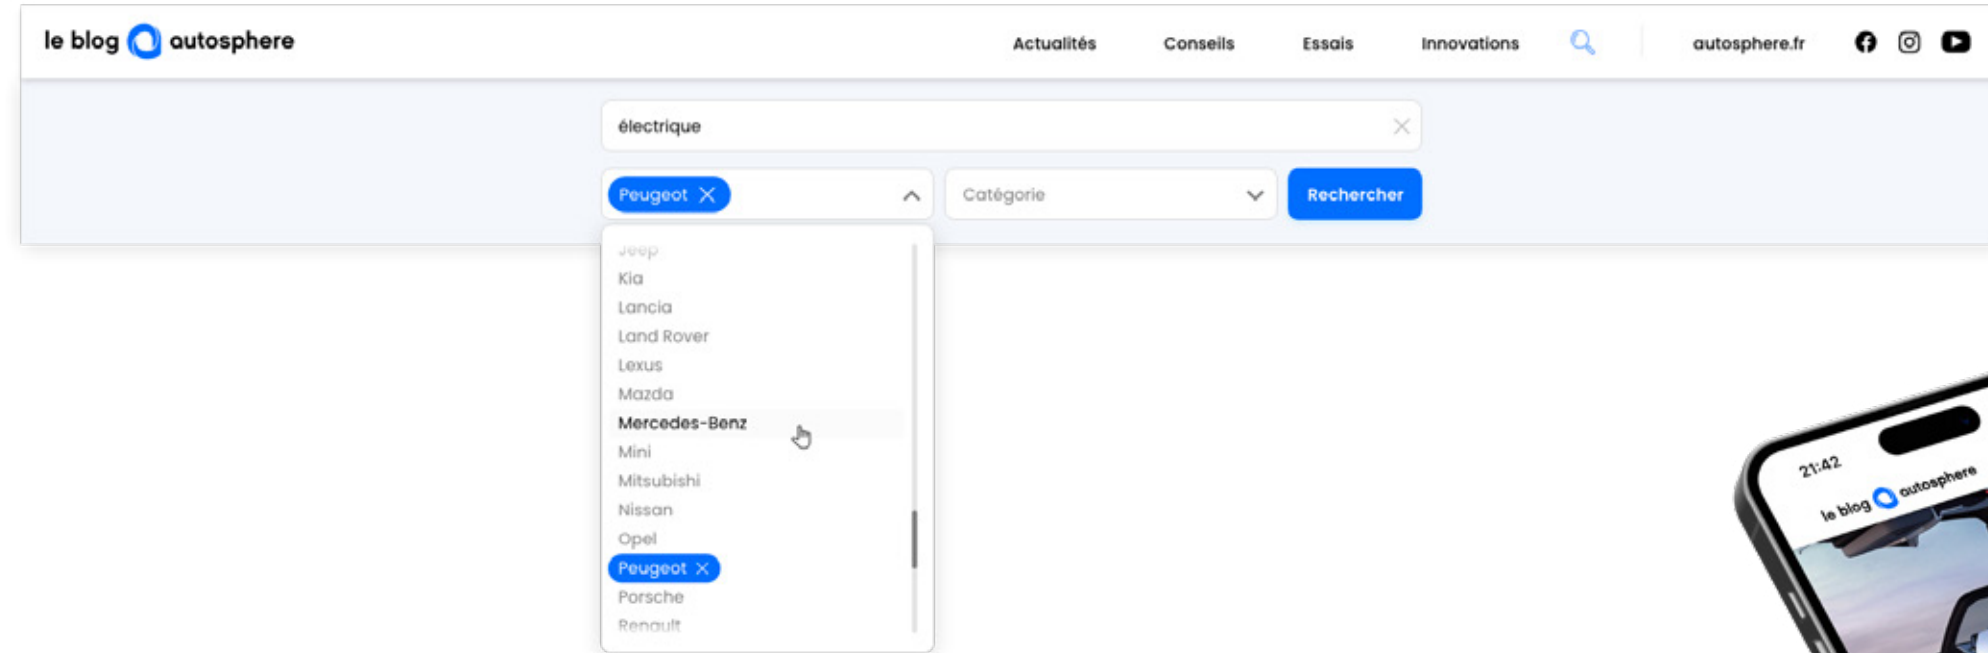 le blog autosphere
Actualités Conseils Essais Innovations autosphere.fr
électrique
Peugeot Catégorie Rechercher
Jeep
Kia
Lancia
Land Rover
Lexus
Mazda
Mercedes-Benz
Mini
Mitsubishi
Nissan
Opel
Peugeot
Porsche
Renault
21:42
le blog autosphere